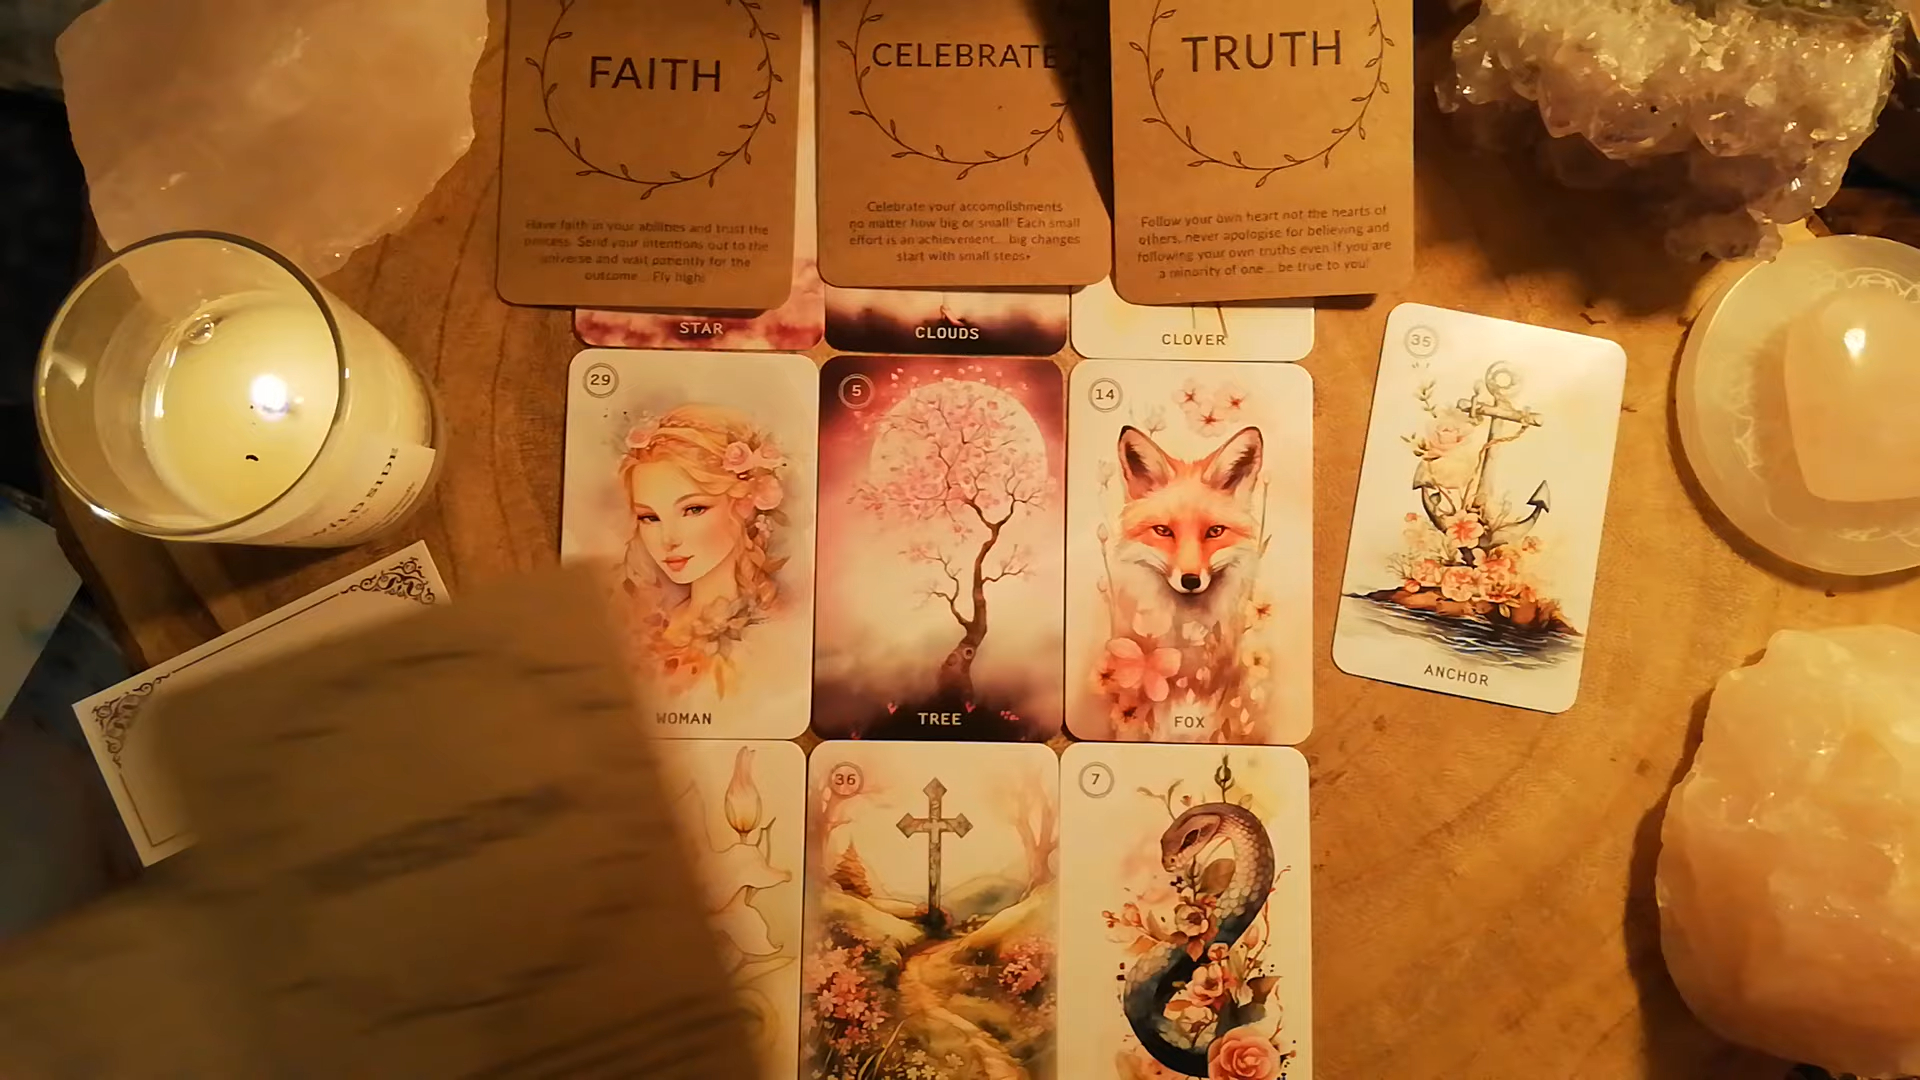 FAITH
Have faith in your abilities and trust the
process. Send your intentions out to the
universe and wait patiently for the
outcome... Fly high!
CELEBRATE
Celebrate your accomplishments
no matter how big or small! Each small
effort is an achievement... big changes
start with small steps.
TRUTH
Follow your own heart not the hearts of
others, never apologise for believing and
following your own truths even if you are
a minority of one... be true to you!
STAR
CLOUDS
CLOVER
29
WOMAN
5
TREE
14
FOX
35
ANCHOR
36
7
SIDE